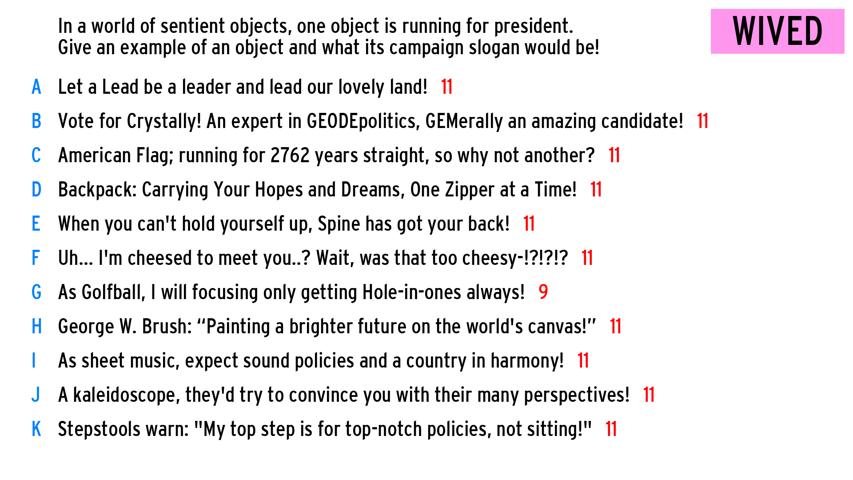 In a world of sentient objects, one object is running for president.
Give an example of an object and what its campaign slogan would be!
WIVED
A Let a Lead be a leader and lead our lovely land! 11
B Vote for Crystally! An expert in GEODEpolitics, GEMerally an amazing candidate! 11
C American Flag; running for 2762 years straight, so why not another? 11
D Backpack: Carrying Your Hopes and Dreams, One Zipper at a Time! 11
E When you can't hold yourself up, Spine has got your back! 11
F Uh... I'm cheesed to meet you..? Wait, was that too cheesy-!?!?!? 11
G As Golfball, I will focusing only getting Hole-in-ones always! 9
H George W. Brush: “Painting a brighter future on the world's canvas!” 11
I As sheet music, expect sound policies and a country in harmony! 11
J A kaleidoscope, they'd try to convince you with their many perspectives! 11
K Stepstools warn: "My top step is for top-notch policies, not sitting!" 11